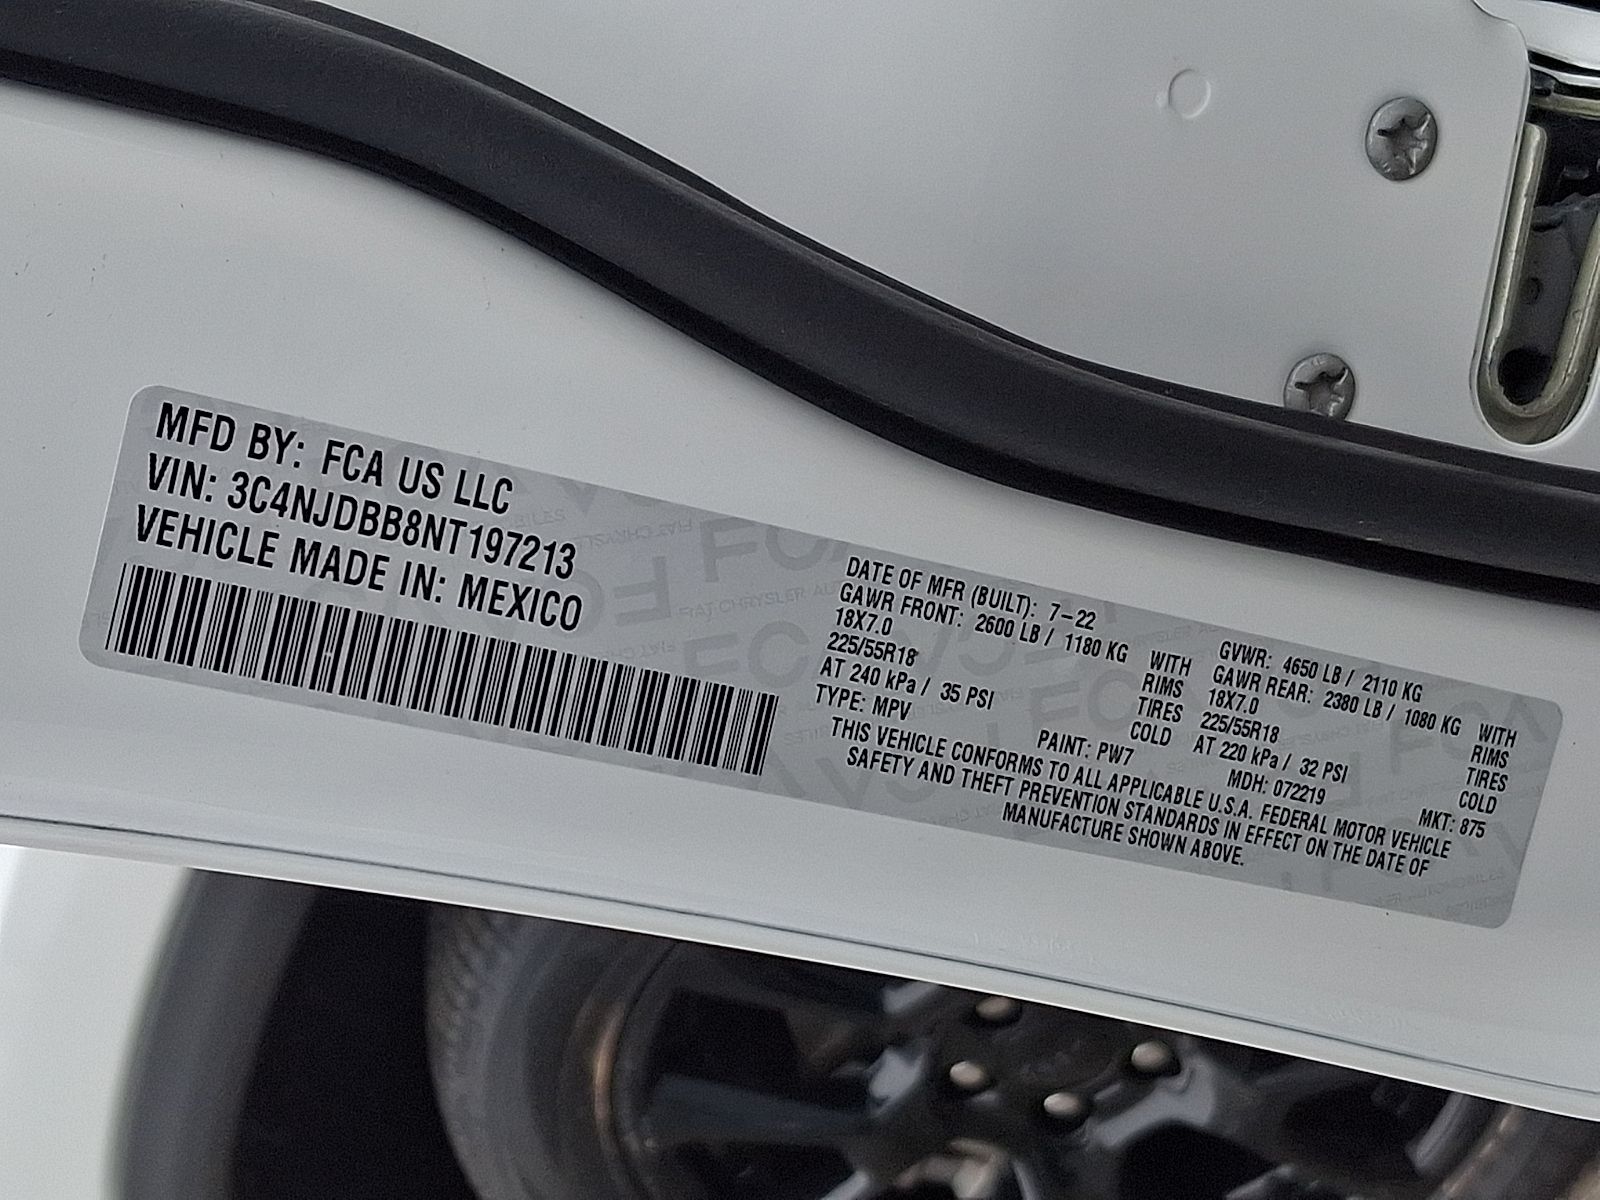 MFD BY: FCA US LLC
VIN: 3C4NJDBB8NT197213
VEHICLE MADE IN: MEXICO
DATE OF MFR (BUILT): 7-22 GVWR: 4650 LB / 2110 KG
GAWR FRONT: 2600 LB / 1180 KG WITH GAWR REAR: 2380 LB / 1080 KG WITH
18X7.0 RIMS 18X7.0 RIMS
225/55R18 TIRES 225/55R18 TIRES
AT 240 kPa / 35 PSI COLD AT 220 kPa / 32 PSI COLD
TYPE: MPV PAINT: PW7 MDH: 072219 MKT: 875
THIS VEHICLE CONFORMS TO ALL APPLICABLE U.S.A. FEDERAL MOTOR VEHICLE
SAFETY AND THEFT PREVENTION STANDARDS IN EFFECT ON THE DATE OF
MANUFACTURE SHOWN ABOVE.